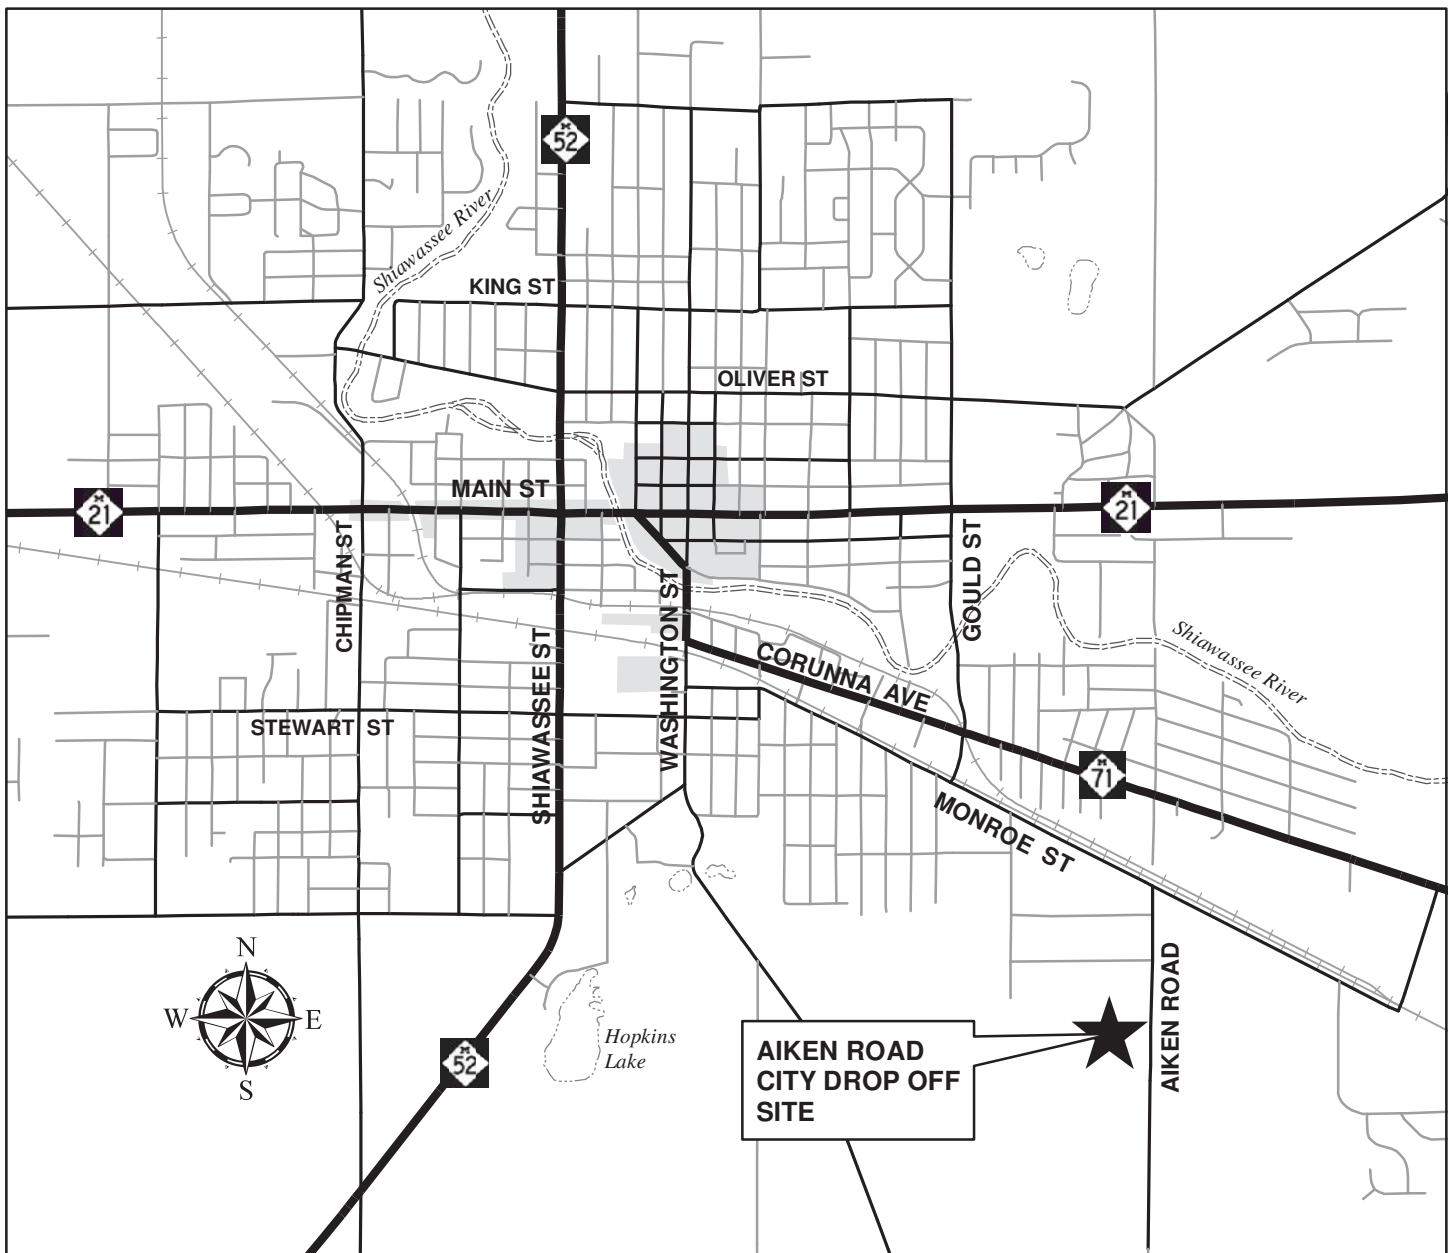 M
52
Shiawassee River
KING ST
OLIVER ST
MAIN ST
M
21
M
21
CHIPMAN ST
GOULD ST
WASHINGTON ST
SHIAWASSEE ST
Shiawassee River
CORUNNA AVE
STEWART ST
M
71
MONROE ST
N
W
E
S
AIKEN ROAD
Hopkins
Lake
M
52
AIKEN ROAD
CITY DROP OFF
SITE